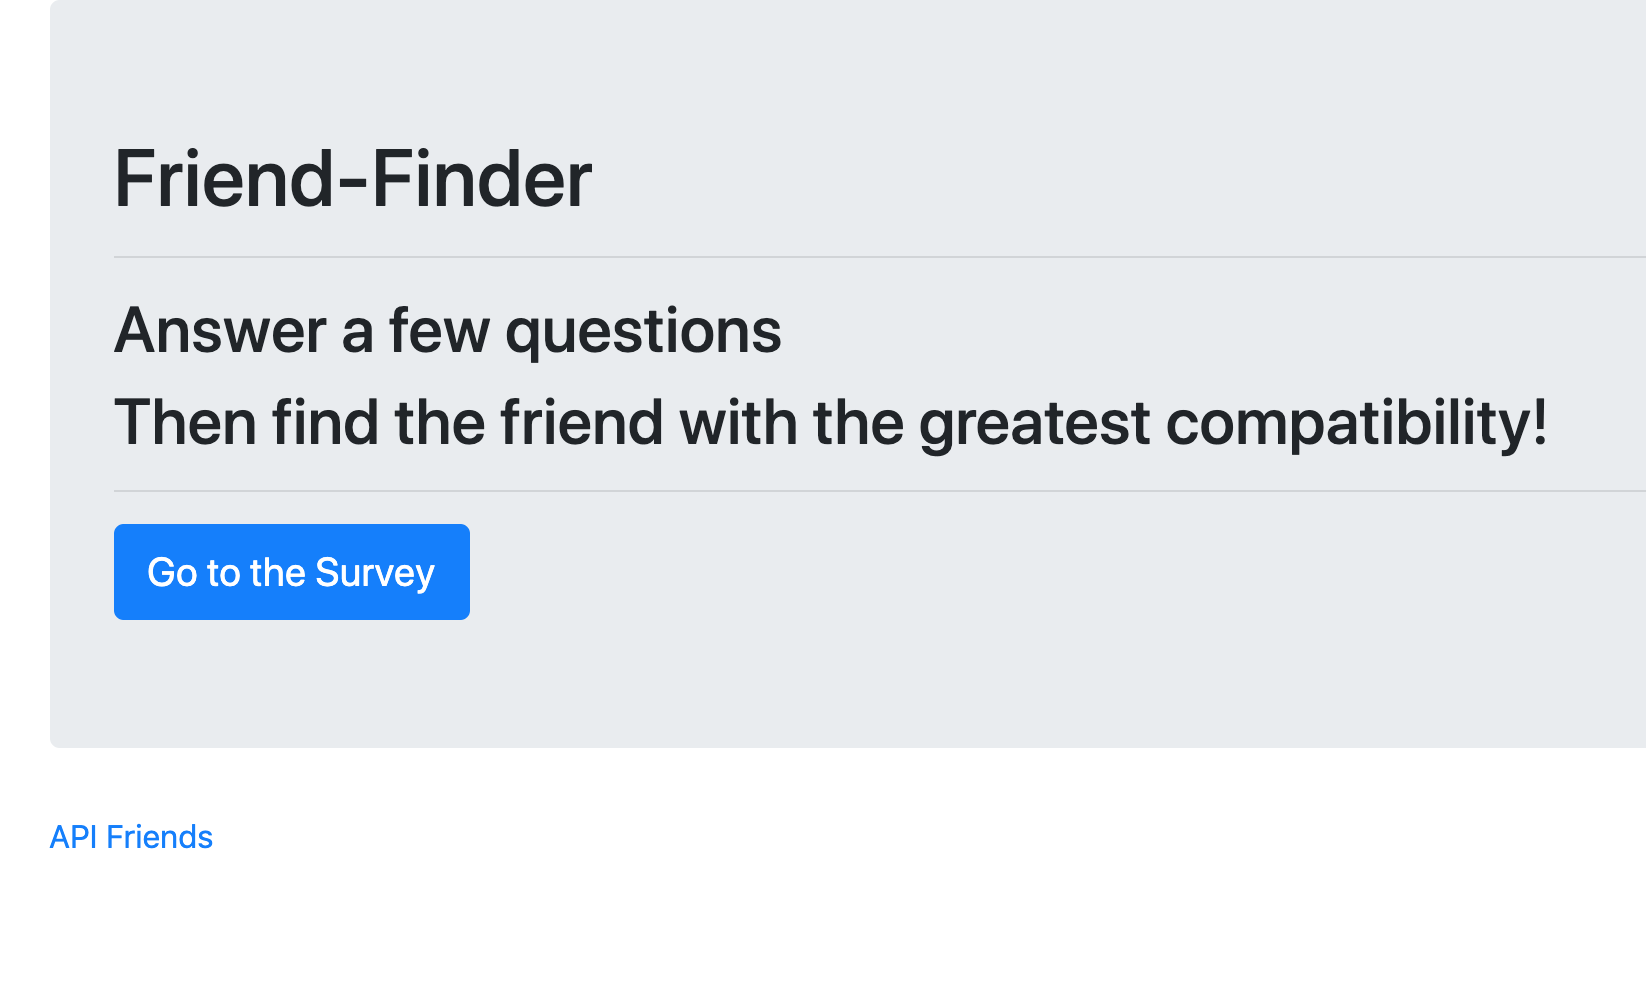 Friend-Finder
Answer a few questions
Then find the friend with the greatest compatibility!
Go to the Survey
API Friends